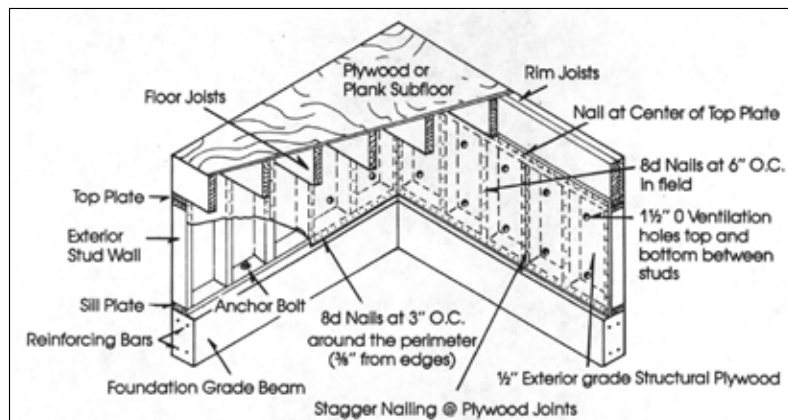 Plywood or
Plank Subfloor
Rim Joists
Floor Joists
Nail at Center of Top Plate
8d Nails at 6" O.C.
in field
Top Plate
1½" 0 Ventilation
holes top and
bottom between
studs
Exterior
Stud Wall
Sill Plate
Anchor Bolt
8d Nails at 3" O.C.
around the perimeter
(⅜" from edges)
Reinforcing Bars
Foundation Grade Beam
½" Exterior grade Structural Plywood
Stagger Nailing @ Plywood Joints